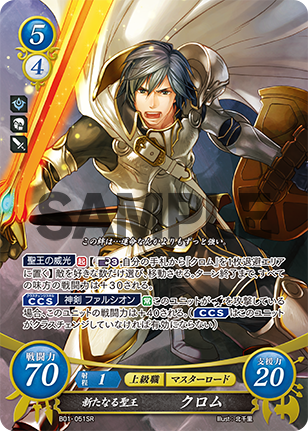 5
4
SAMPLE
この絆は…運命なんかよりもずっと強い。
聖王の威光 起 【 3,自分の手札から「クロム」を1枚退避エリアに置く】敵を好きな数だけ選び、移動させる。ターン終了まで、すべての味方の戦闘力は+30される。
CCS 神剣 ファルシオン 常 このユニットが を攻撃している場合、このユニットの戦闘力は+40される。(CCSはこのユニットがクラスチェンジしていなければ有効にならない)
戦闘力 70
射程 1
上級職 マスターロード
支援力 20
新たなる聖王 クロム
B01-051SR
Illust.北千里